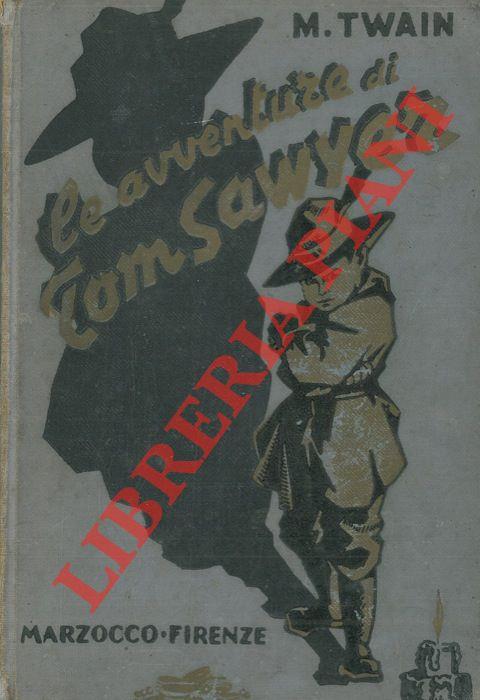 M. TWAIN
le avventure di
Tom Sawyer
LIBRERIA PIANI
MARZOCCO·FIRENZE